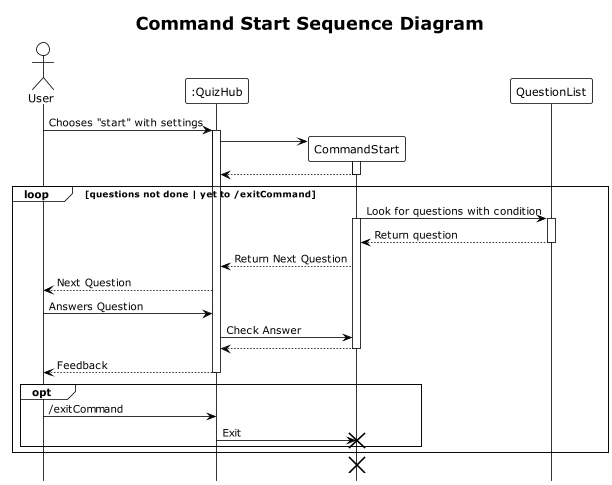 Command Start Sequence Diagram
User
:QuizHub
QuestionList
Chooses "start" with settings
CommandStart
loop
[questions not done | yet to /exitCommand]
Look for questions with condition
Return question
Return Next Question
Next Question
Answers Question
Check Answer
Feedback
opt
/exitCommand
Exit